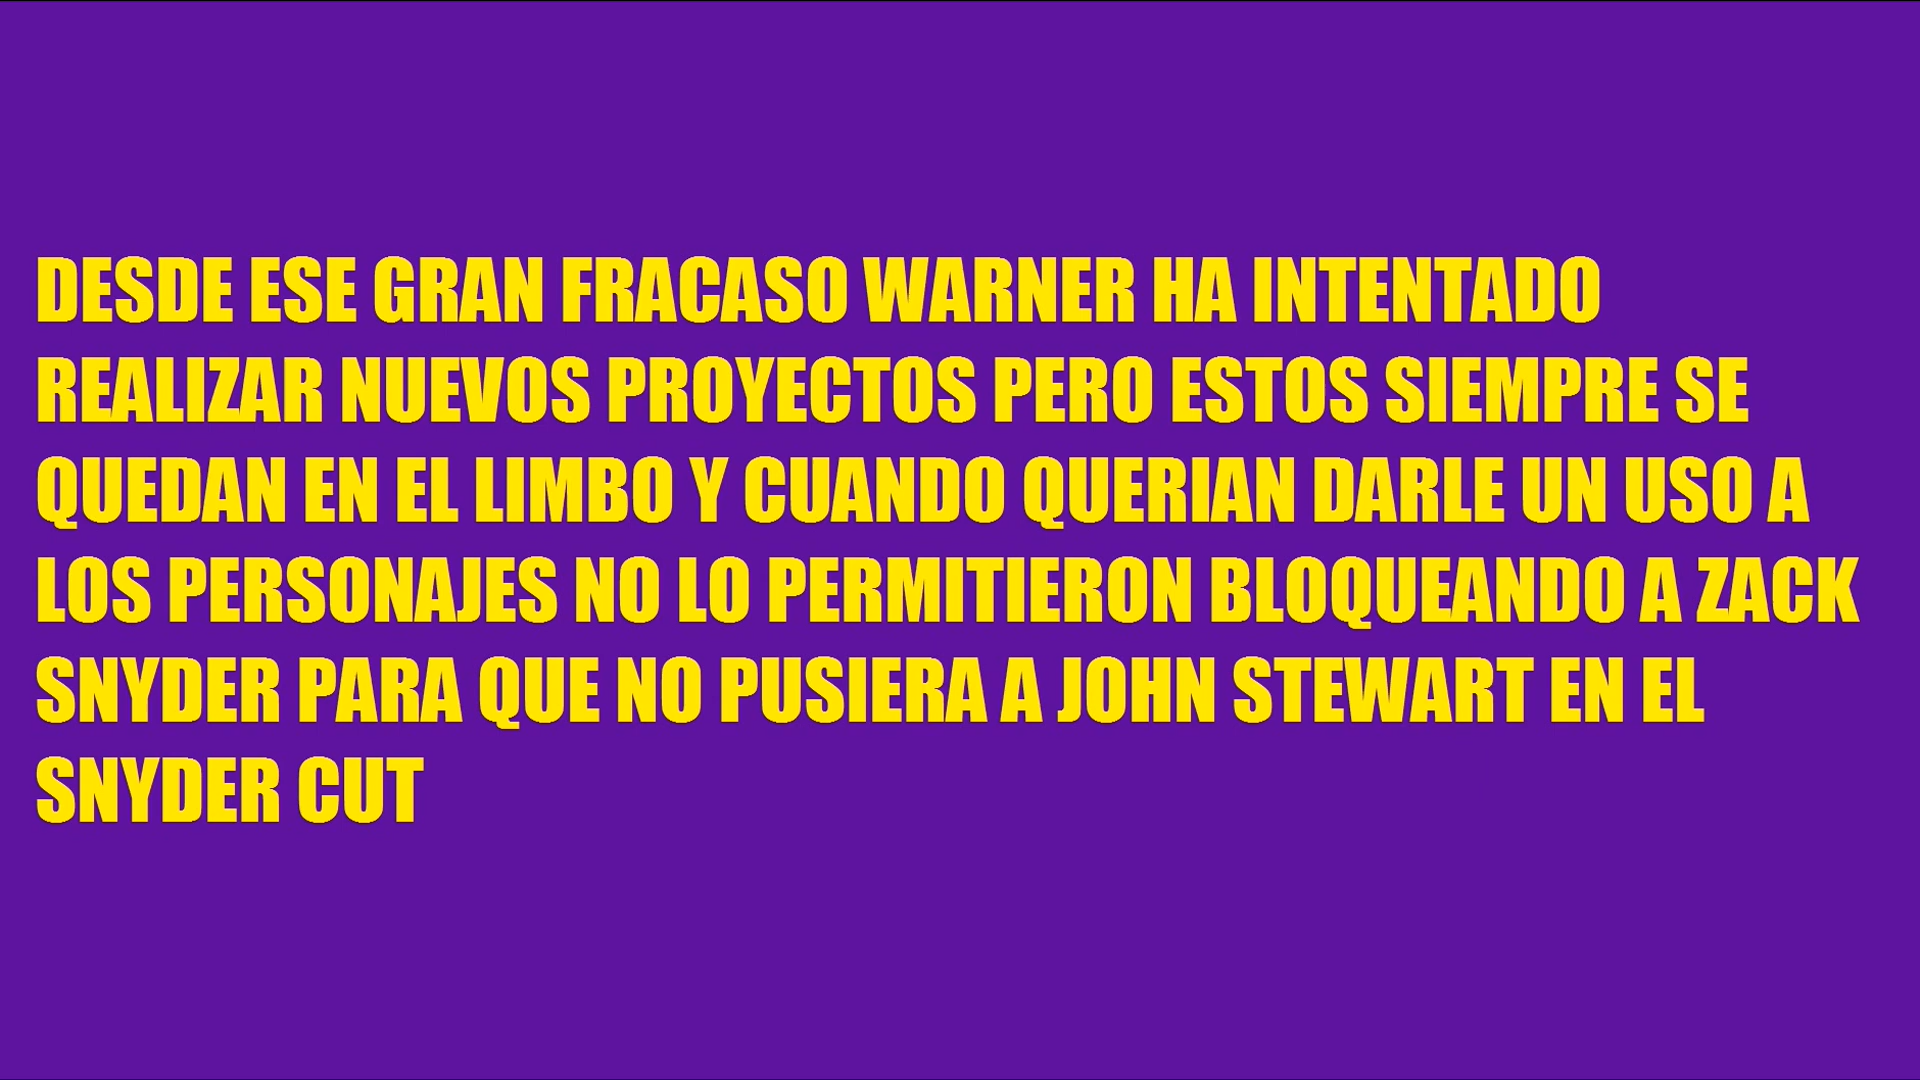 DESDE ESE GRAN FRACASO WARNER HA INTENTADO
REALIZAR NUEVOS PROYECTOS PERO ESTOS SIEMPRE SE
QUEDAN EN EL LIMBO Y CUANDO QUERIAN DARLE UN USO A
LOS PERSONAJES NO LO PERMITIERON BLOQUEANDO A ZACK
SNYDER PARA QUE NO PUSIERA A JOHN STEWART EN EL
SNYDER CUT